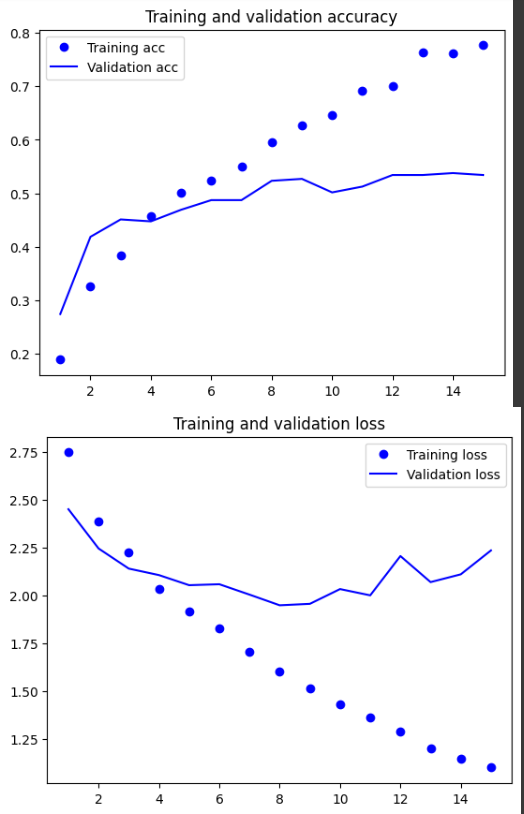 Training and validation accuracy
0.8
Training acc
Validation acc
0.7
0.6
0.5
0.4
0.3
0.2
2 4 6 8 10 12 14
Training and validation loss
2.75
Training loss
Validation loss
2.50
2.25
2.00
1.75
1.50
1.25
2 4 6 8 10 12 14